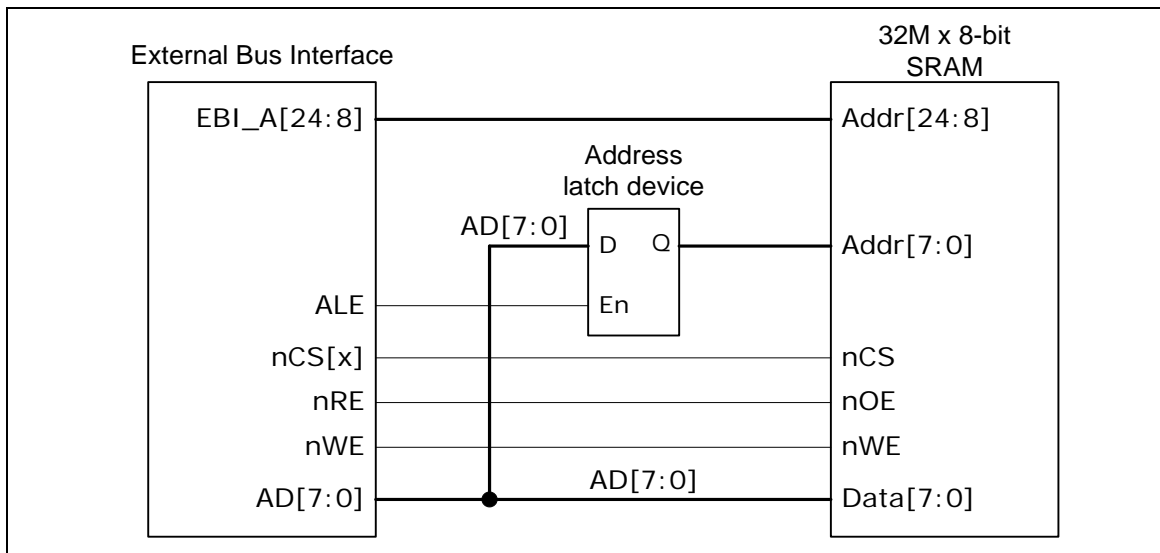 External Bus Interface
32M x 8-bit
SRAM
EBI_A[24:8]
Addr[24:8]
Address
latch device
AD[7:0]
D
Q
Addr[7:0]
ALE
En
nCS[x]
nCS
nRE
nOE
nWE
nWE
AD[7:0]
AD[7:0]
Data[7:0]